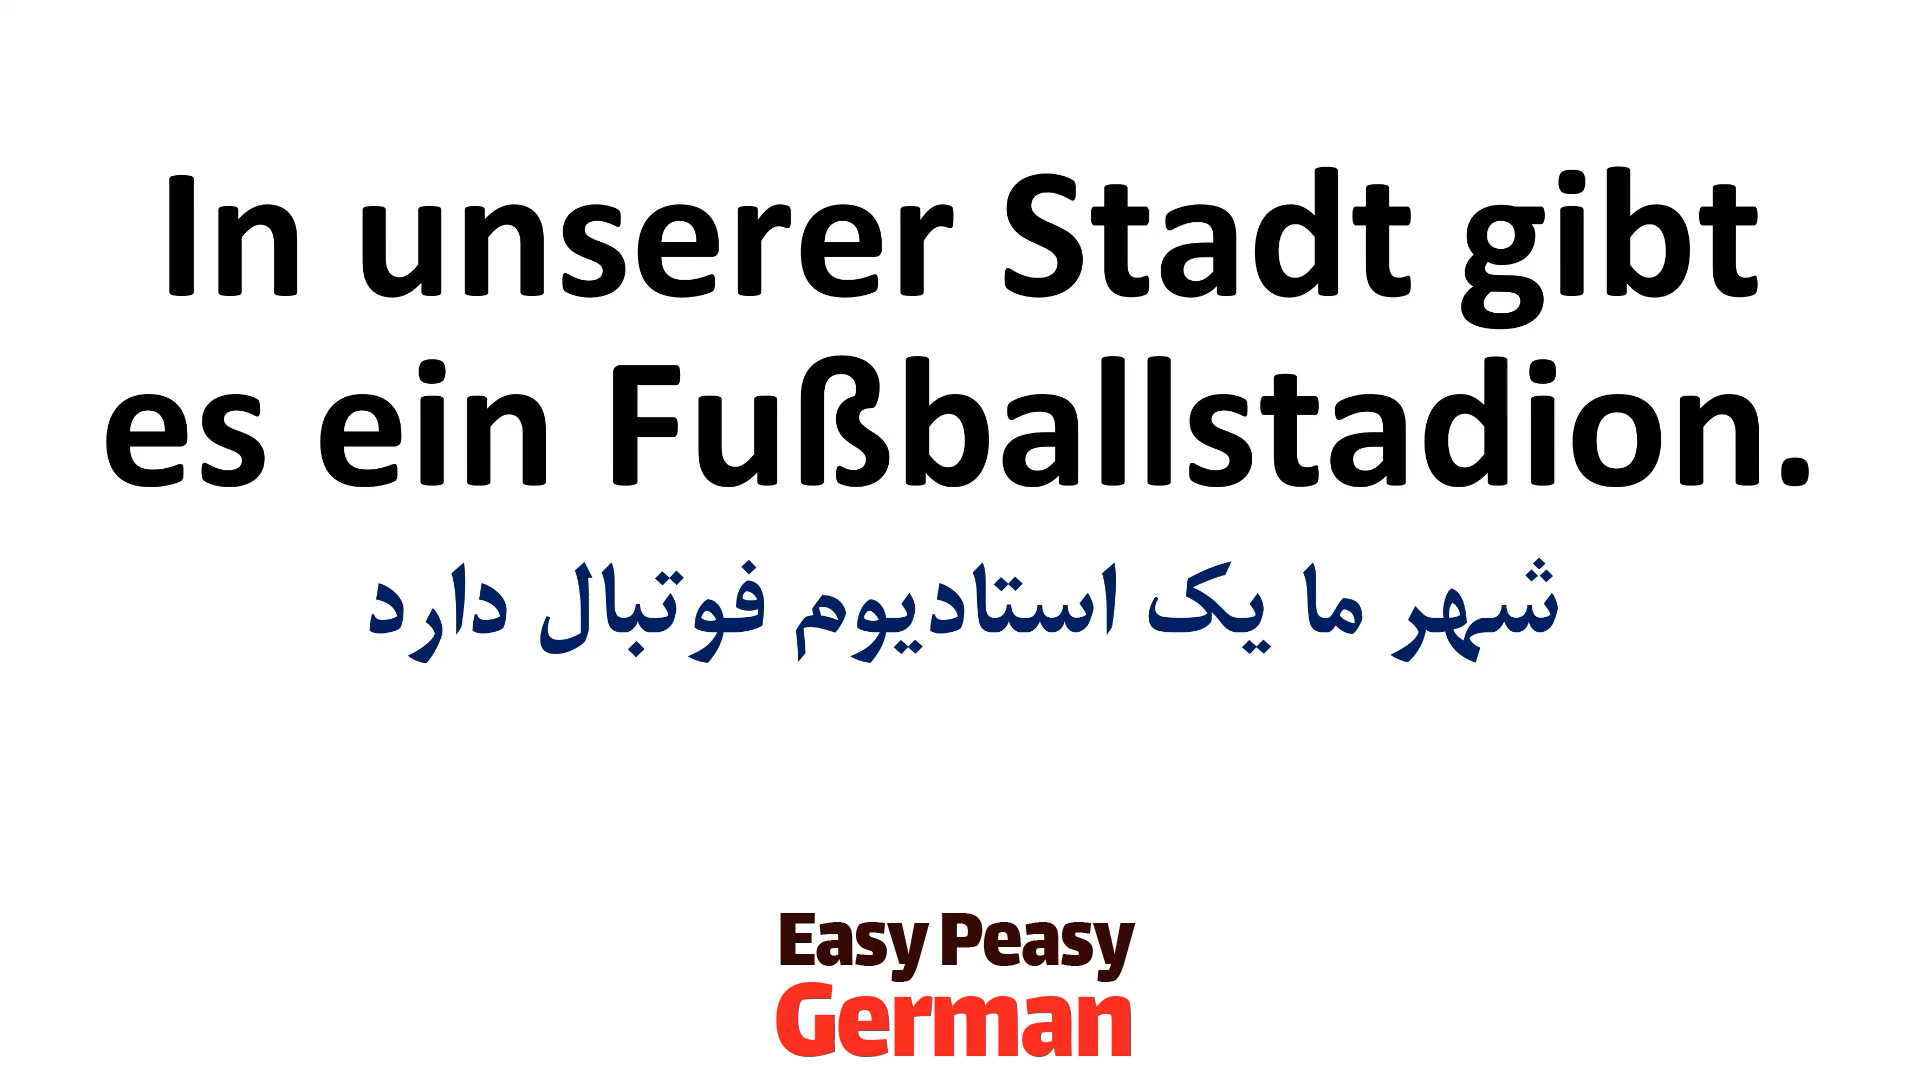 In unserer Stadt gibt
es ein Fußballstadion.
شهر ما یک استادیوم فوتبال دارد
Easy Peasy
German